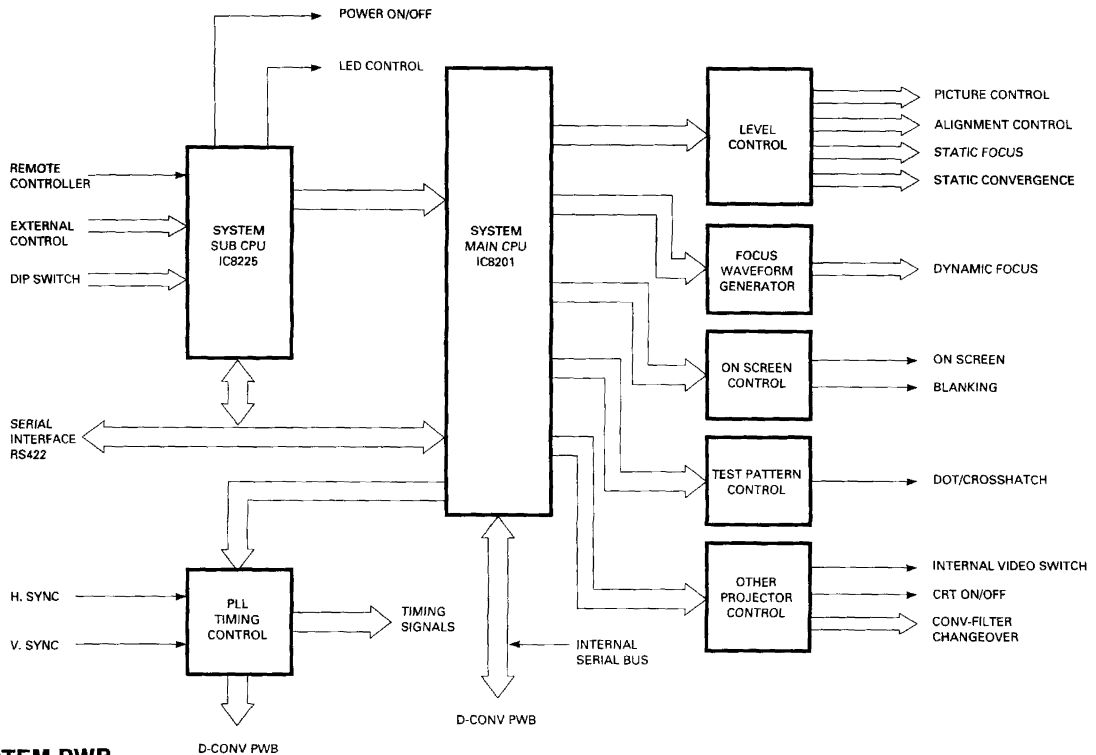 POWER ON/OFF
LED CONTROL
REMOTE
CONTROLLER
EXTERNAL
CONTROL
DIP SWITCH
SYSTEM
SUB CPU
IC8225
SYSTEM
MAIN CPU
IC8201
LEVEL
CONTROL
PICTURE CONTROL
ALIGNMENT CONTROL
STATIC FOCUS
STATIC CONVERGENCE
FOCUS
WAVEFORM
GENERATOR
DYNAMIC FOCUS
ON SCREEN
CONTROL
ON SCREEN
BLANKING
SERIAL
INTERFACE
RS422
TEST PATTERN
CONTROL
DOT/CROSSHATCH
H. SYNC
V. SYNC
PLL
TIMING
CONTROL
TIMING
SIGNALS
INTERNAL
SERIAL BUS
OTHER
PROJECTOR
CONTROL
INTERNAL VIDEO SWITCH
CRT ON/OFF
CONV-FILTER
CHANGEOVER
D-CONV PWB
D-CONV PWB